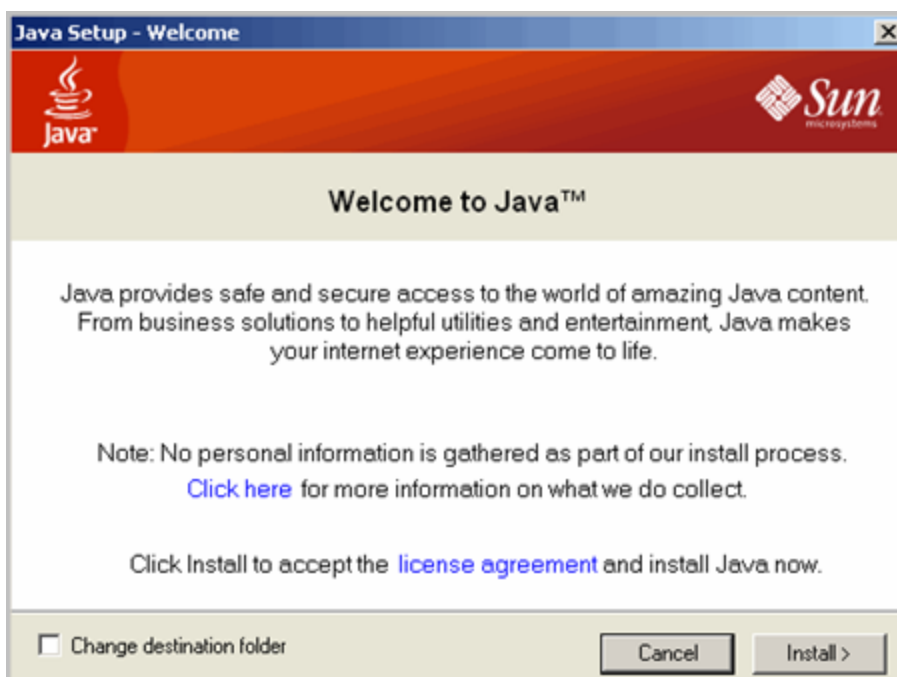 Java Setup - Welcome
Java™
Sun
microsystems
Welcome to Java™
Java provides safe and secure access to the world of amazing Java content.
From business solutions to helpful utilities and entertainment, Java makes
your internet experience come to life.
Note: No personal information is gathered as part of our install process.
Click here for more information on what we do collect.
Click Install to accept the license agreement and install Java now.
Change destination folder
Cancel
Install >